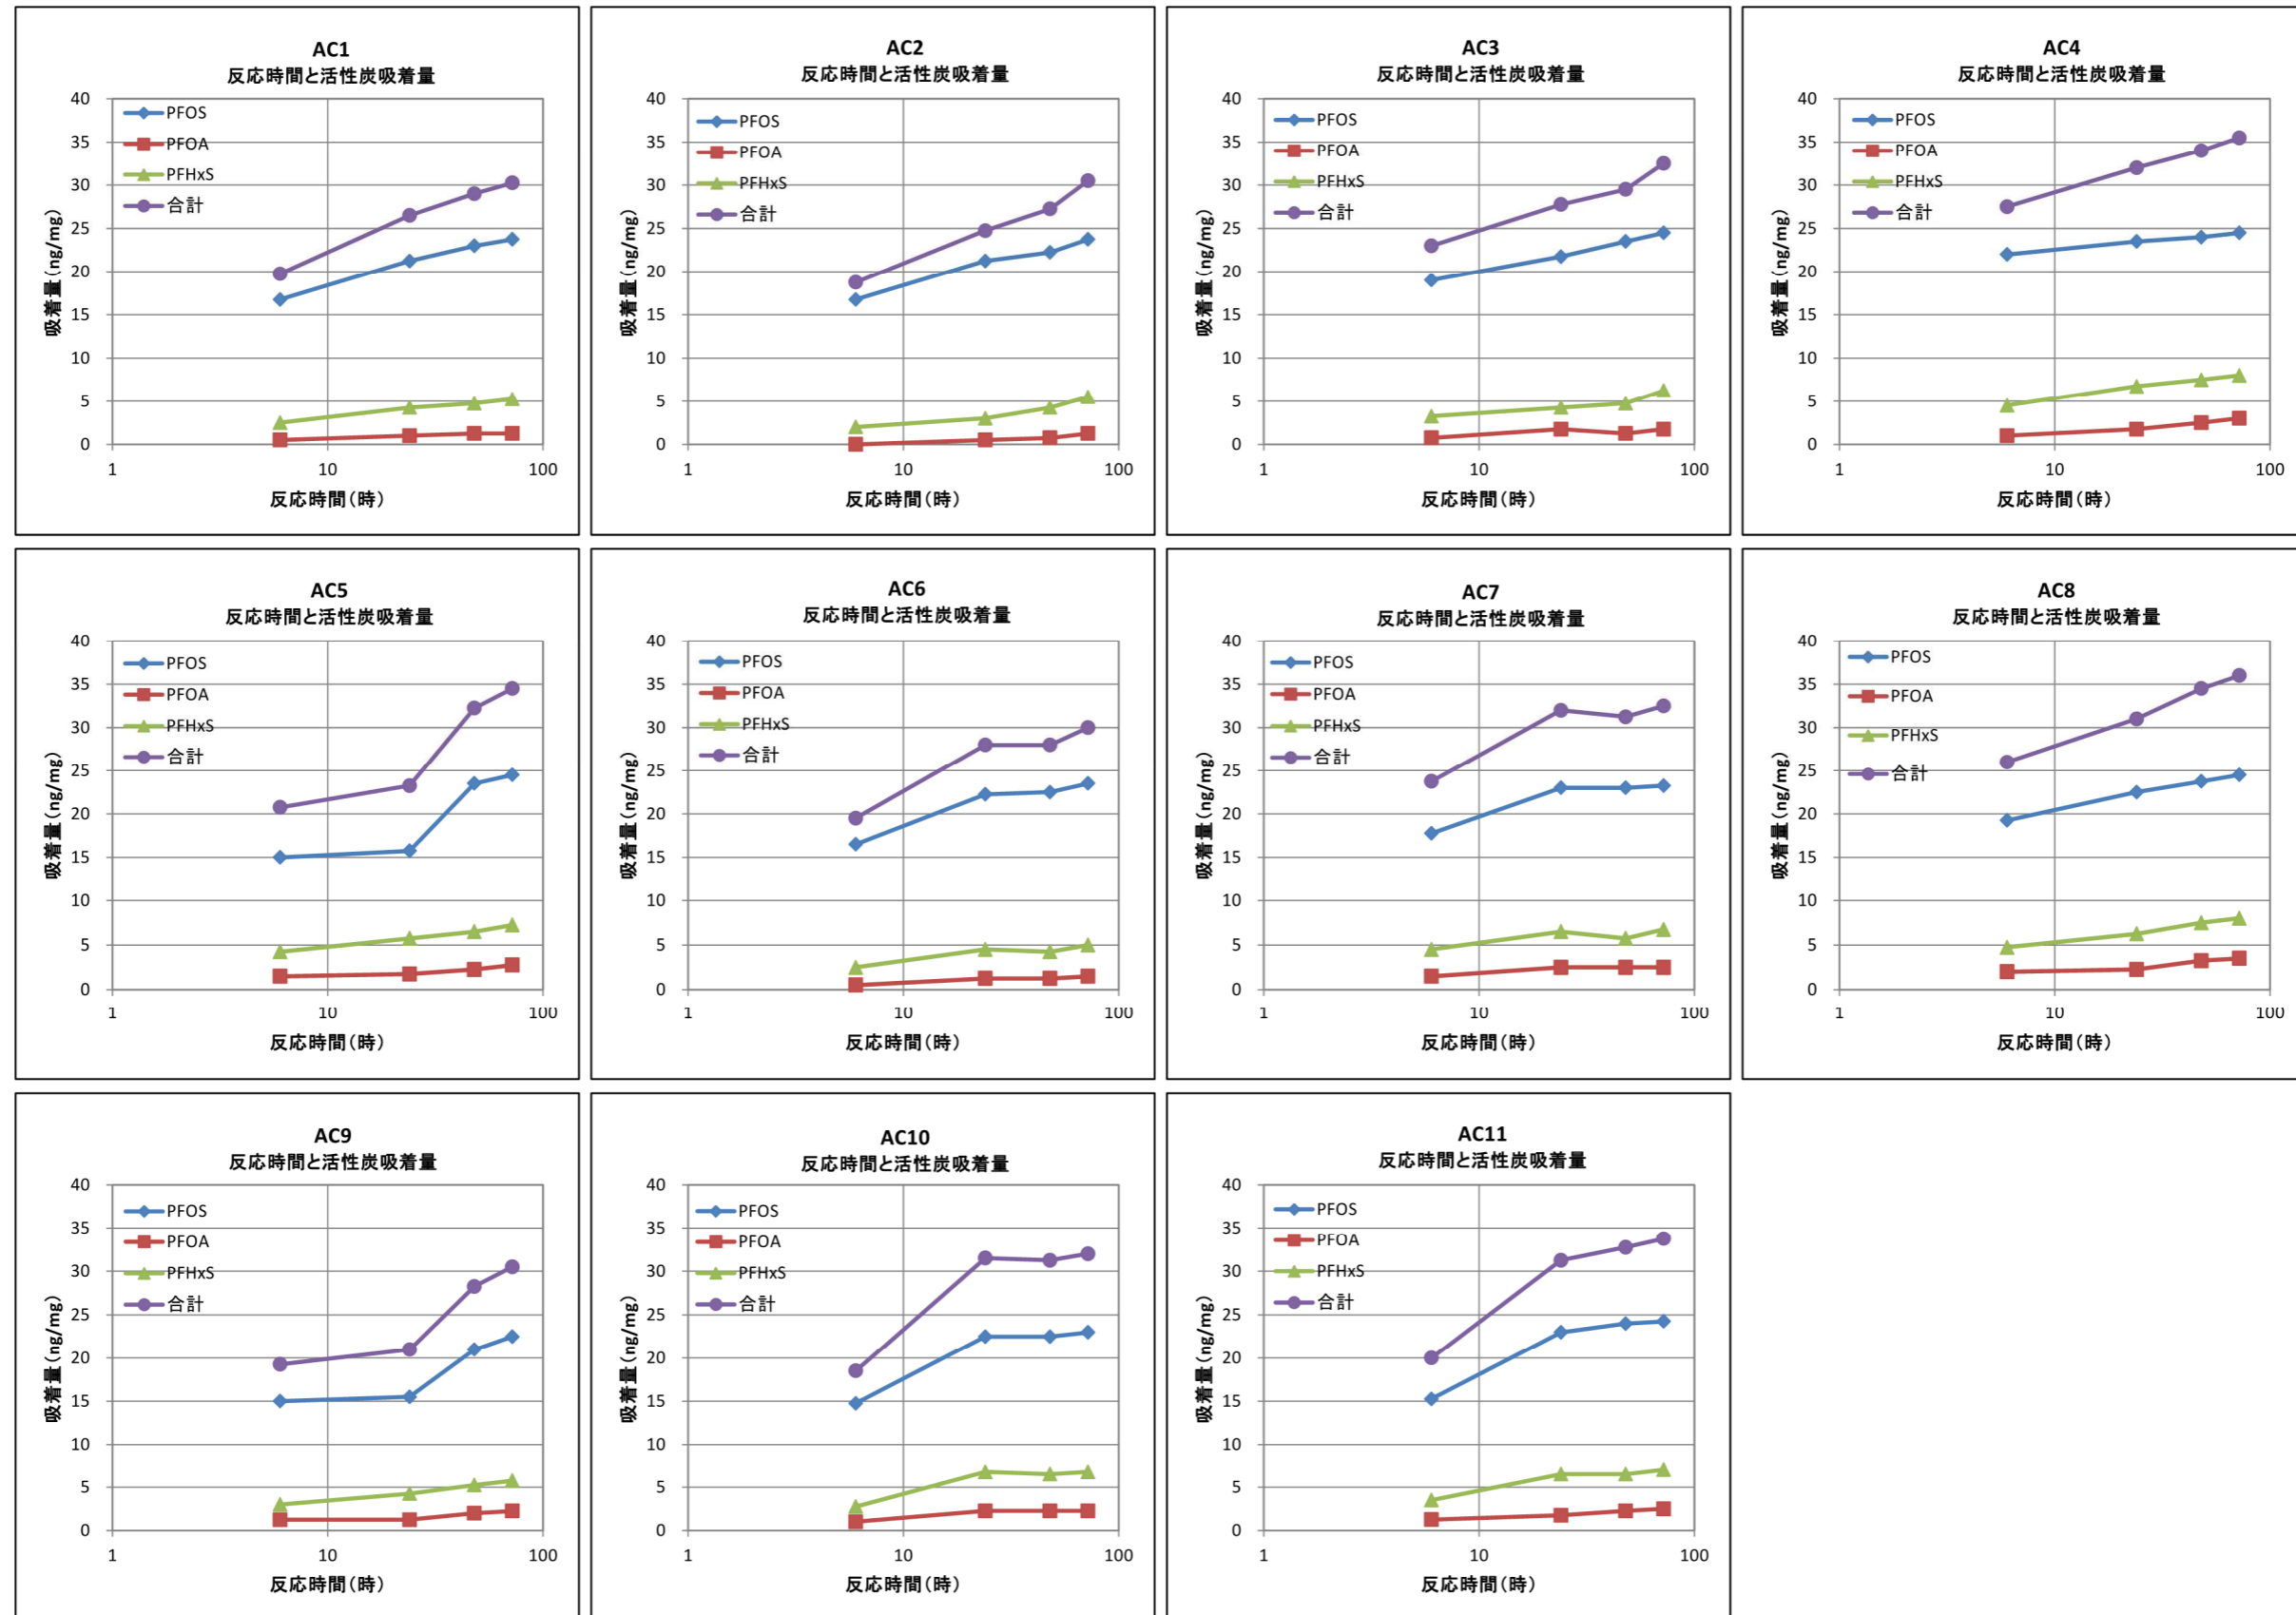 AC1
反応時間と活性炭吸着量
40
35
30
25
20
15
10
5
0
吸着量(ng/mg)
PFOS
PFOA
PFHxS
合計
1
10
100
反応時間(時)
AC2
反応時間と活性炭吸着量
40
35
30
25
20
15
10
5
0
吸着量(ng/mg)
PFOS
PFOA
PFHxS
合計
1
10
100
反応時間(時)
AC3
反応時間と活性炭吸着量
40
35
30
25
20
15
10
5
0
吸着量(ng/mg)
PFOS
PFOA
PFHxS
合計
1
10
100
反応時間(時)
AC4
反応時間と活性炭吸着量
40
35
30
25
20
15
10
5
0
吸着量(ng/mg)
PFOS
PFOA
PFHxS
合計
1
10
100
反応時間(時)
AC5
反応時間と活性炭吸着量
40
35
30
25
20
15
10
5
0
吸着量(ng/mg)
PFOS
PFOA
PFHxS
合計
1
10
100
反応時間(時)
AC6
反応時間と活性炭吸着量
40
35
30
25
20
15
10
5
0
吸着量(ng/mg)
PFOS
PFOA
PFHxS
合計
1
10
100
反応時間(時)
AC7
反応時間と活性炭吸着量
40
35
30
25
20
15
10
5
0
吸着量(ng/mg)
PFOS
PFOA
PFHxS
合計
1
10
100
反応時間(時)
AC8
反応時間と活性炭吸着量
40
35
30
25
20
15
10
5
0
吸着量(ng/mg)
PFOS
PFOA
PFHxS
合計
1
10
100
反応時間(時)
AC9
反応時間と活性炭吸着量
40
35
30
25
20
15
10
5
0
吸着量(ng/mg)
PFOS
PFOA
PFHxS
合計
1
10
100
反応時間(時)
AC10
反応時間と活性炭吸着量
40
35
30
25
20
15
10
5
0
吸着量(ng/mg)
PFOS
PFOA
PFHxS
合計
1
10
100
反応時間(時)
AC11
反応時間と活性炭吸着量
40
35
30
25
20
15
10
5
0
吸着量(ng/mg)
PFOS
PFOA
PFHxS
合計
1
10
100
反応時間(時)